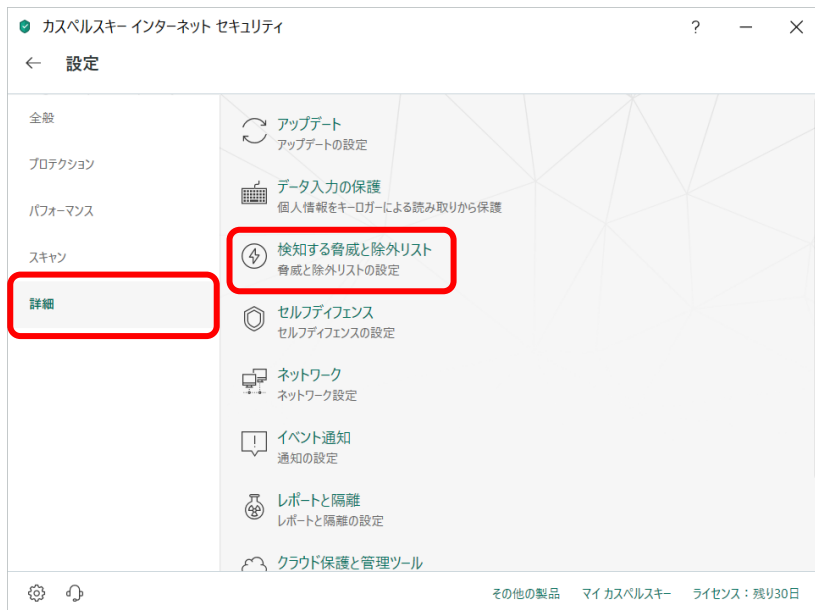 カスペルスキー インターネット セキュリティ
?
設定
全般
プロテクション
パフォーマンス
スキャン
詳細
アップデート
アップデートの設定
データ入力の保護
個人情報をキーロガーによる読み取りから保護
検知する脅威と除外リスト
脅威と除外リストの設定
セルフディフェンス
セルフディフェンスの設定
ネットワーク
ネットワーク設定
イベント通知
通知の設定
レポートと隔離
レポートと隔離の設定
クラウド保護と管理ツール
その他の製品 マイ カスペルスキー ライセンス：残り30日